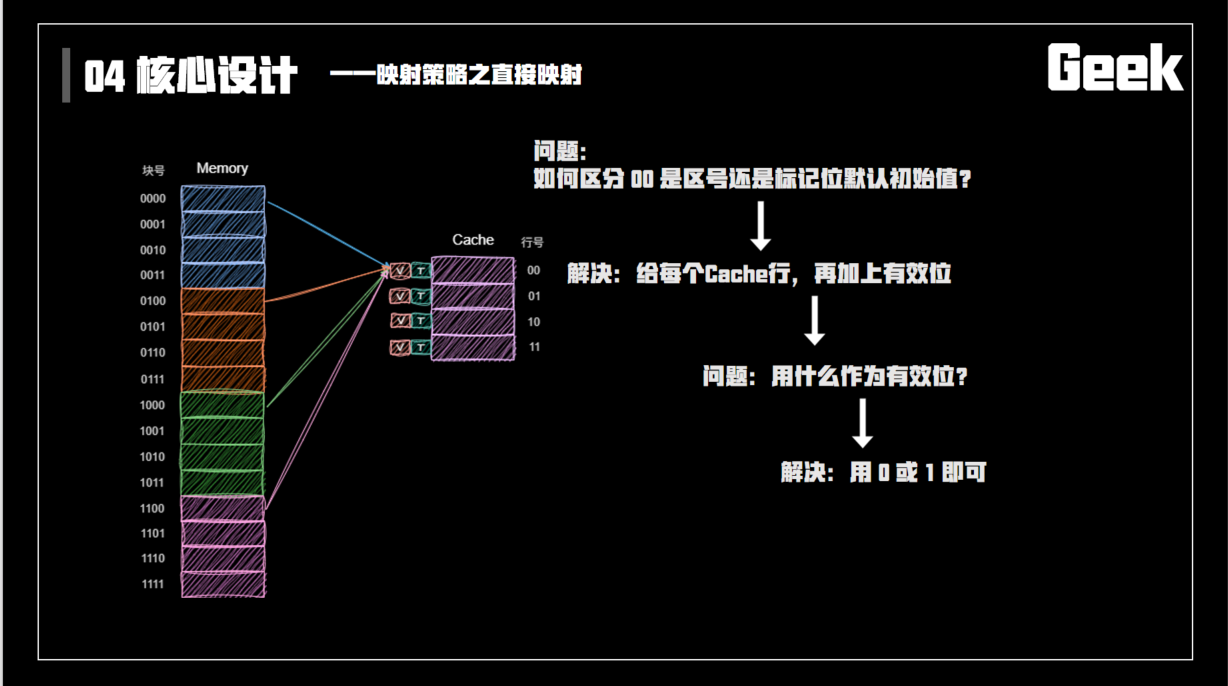 04 核心设计 ——映射策略之直接映射
Geek
块号 Memory
0000
0001
0010
0011
0100
0101
0110
0111
1000
1001
1010
1011
1100
1101
1110
1111
Cache 行号
V T 00
V T 01
V T 10
V T 11
问题：
如何区分 00 是区号还是标记位默认初始值？
解决：给每个Cache行，再加上有效位
问题：用什么作为有效位？
解决：用 0 或 1 即可